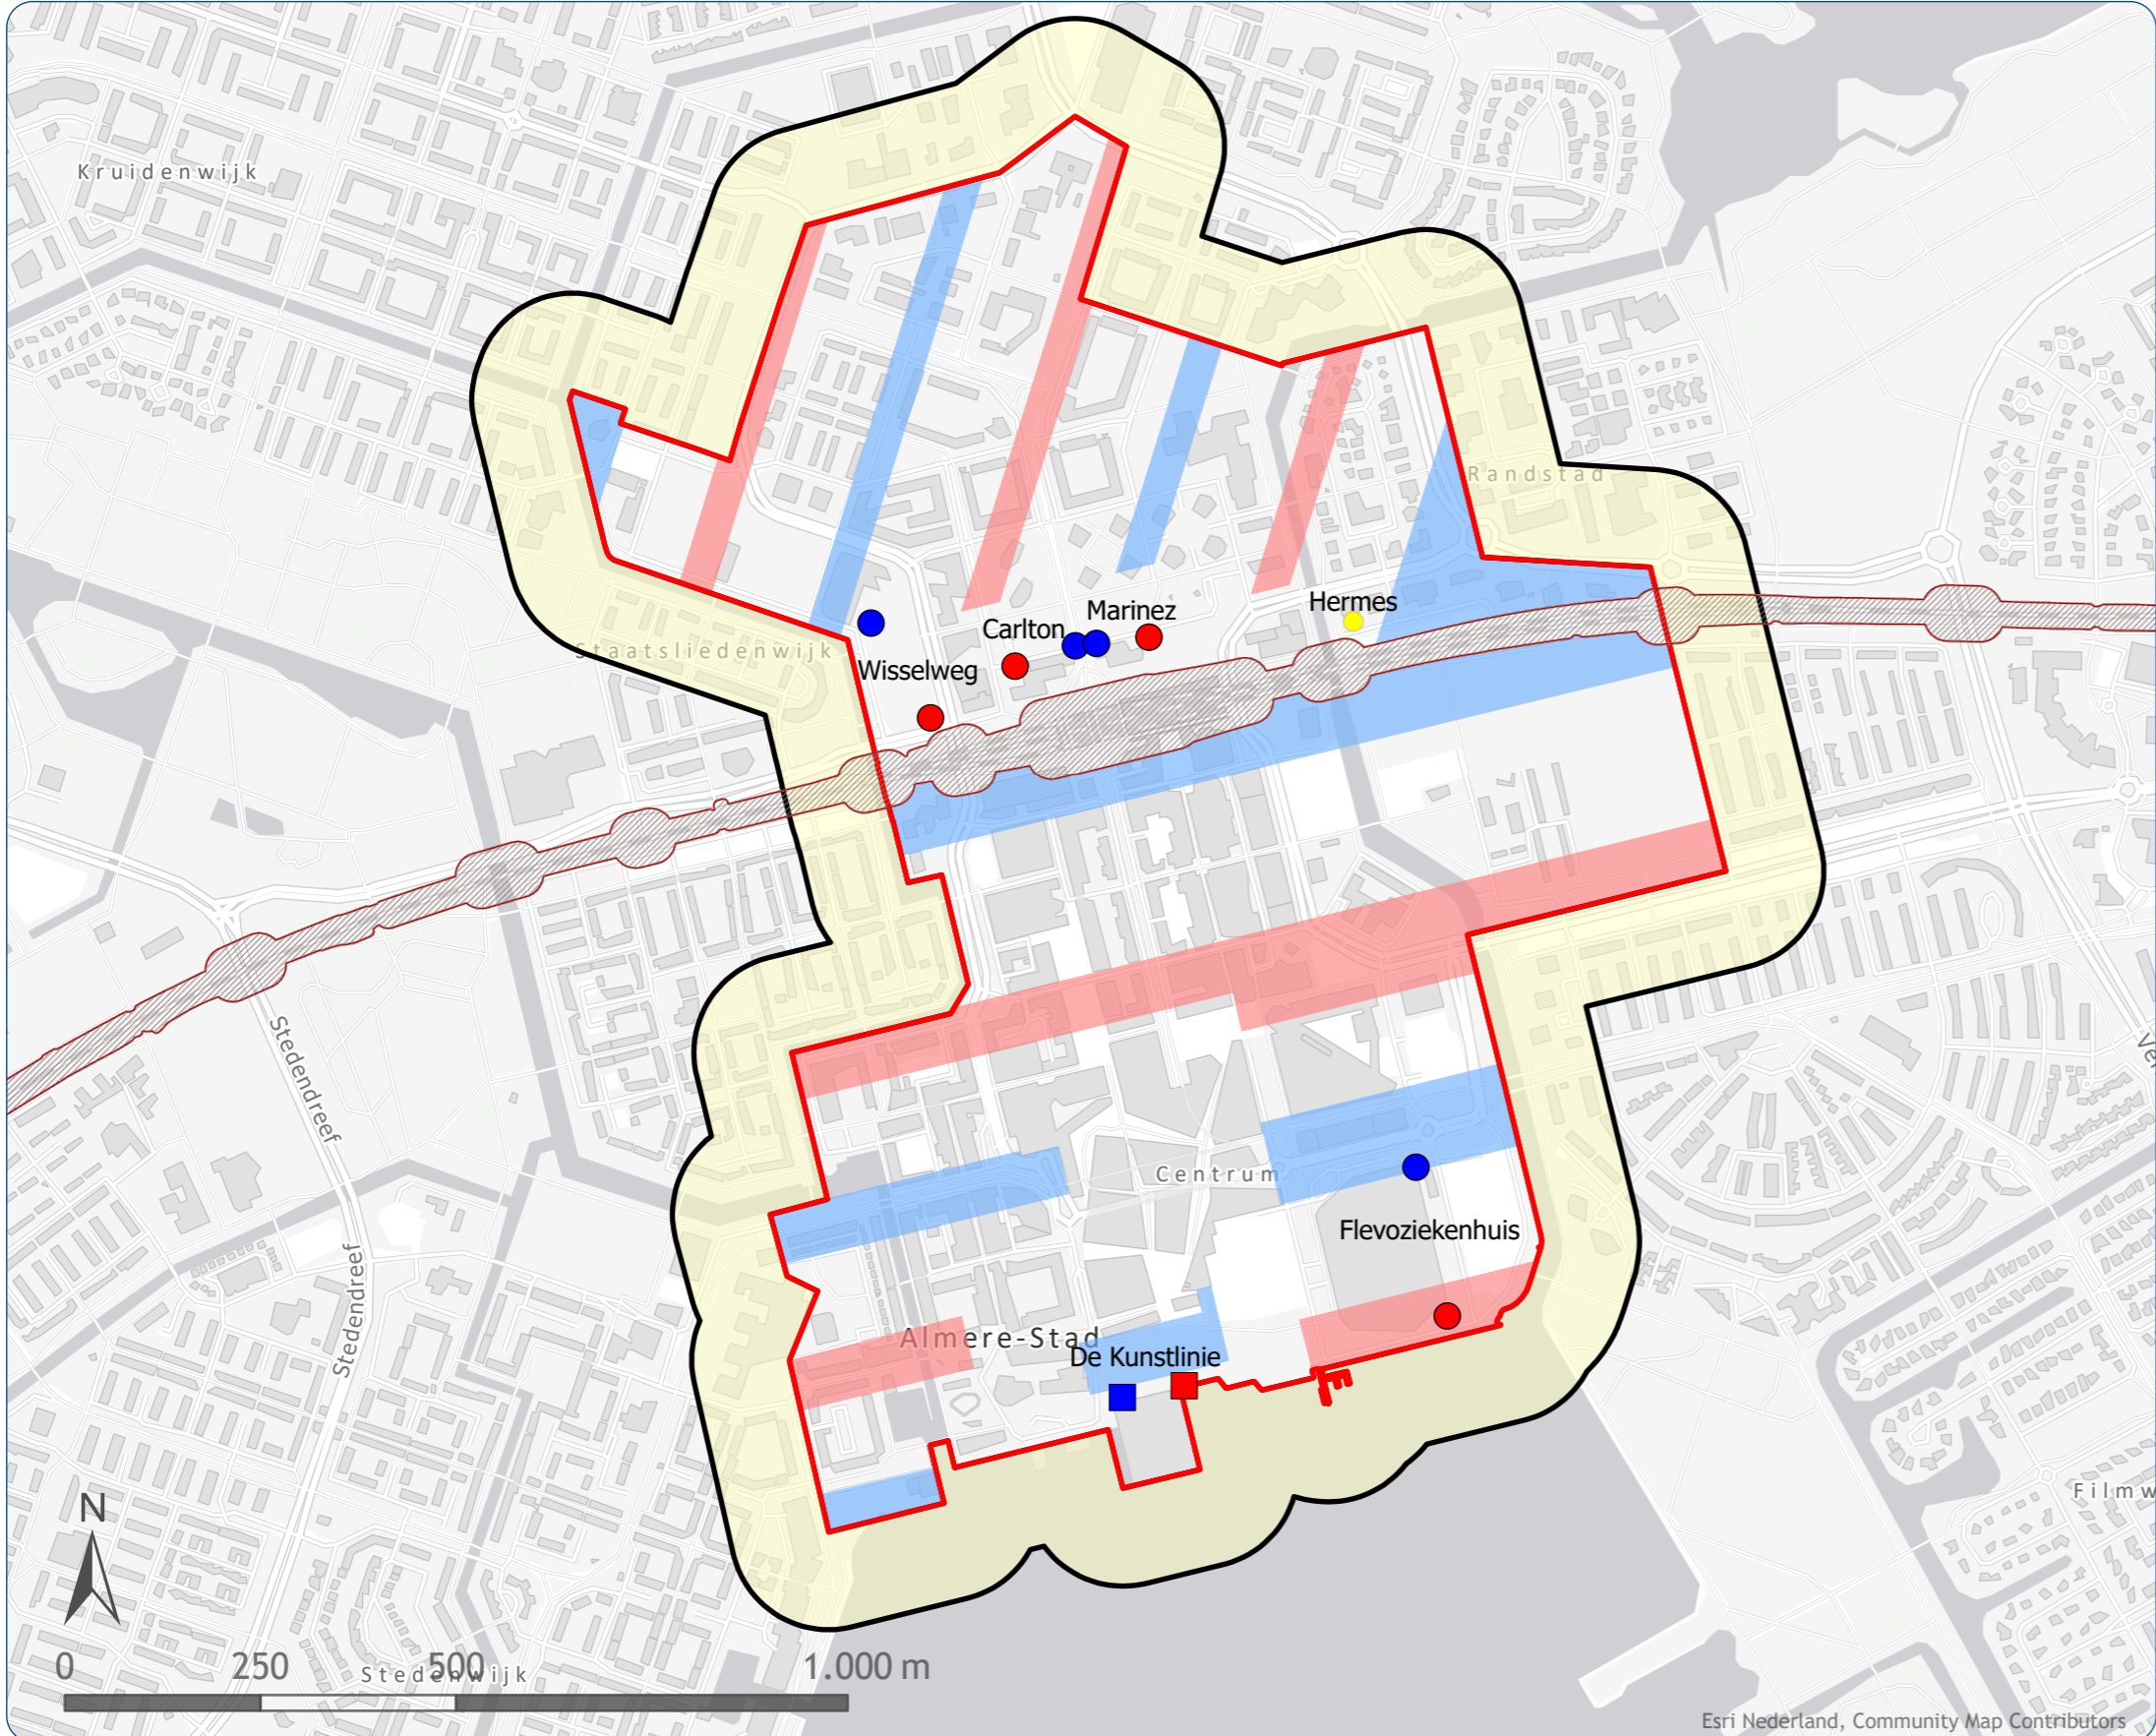 Kruidenwijk
Randstad
Hermes
Marinez
Carlton
Staatsliedenwijk
Wisselweg
Stedendreef
Centrum
Flevoziekenhuis
Stedendreef
Almere-Stad
De Kunstlinie
N
0
250
500
1.000 m
Stedenwijk
Esri Nederland, Community Map Contributors